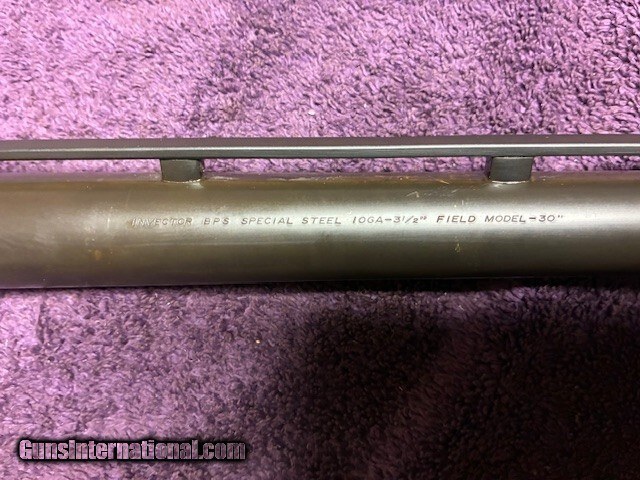 INVECTOR BPS SPECIAL STEEL 10GA-3½" FIELD MODEL-30"
GunsInternational.com